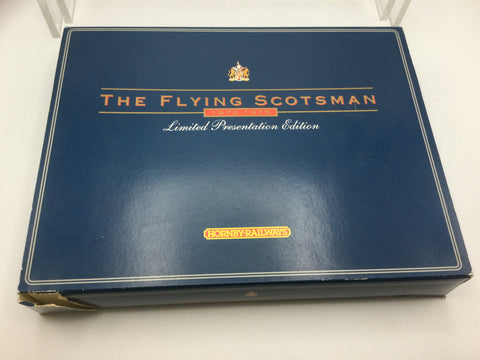 THE FLYING SCOTSMAN
Limited Presentation Edition
HORNBY RAILWAYS